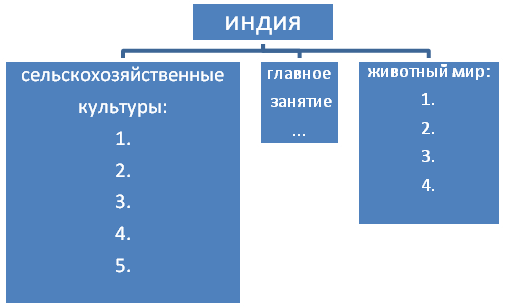 ИНДИЯ
сельскохозяйственные
культуры:
1.
2.
3.
4.
5.
главное
занятие
...
животный мир:
1.
2.
3.
4.